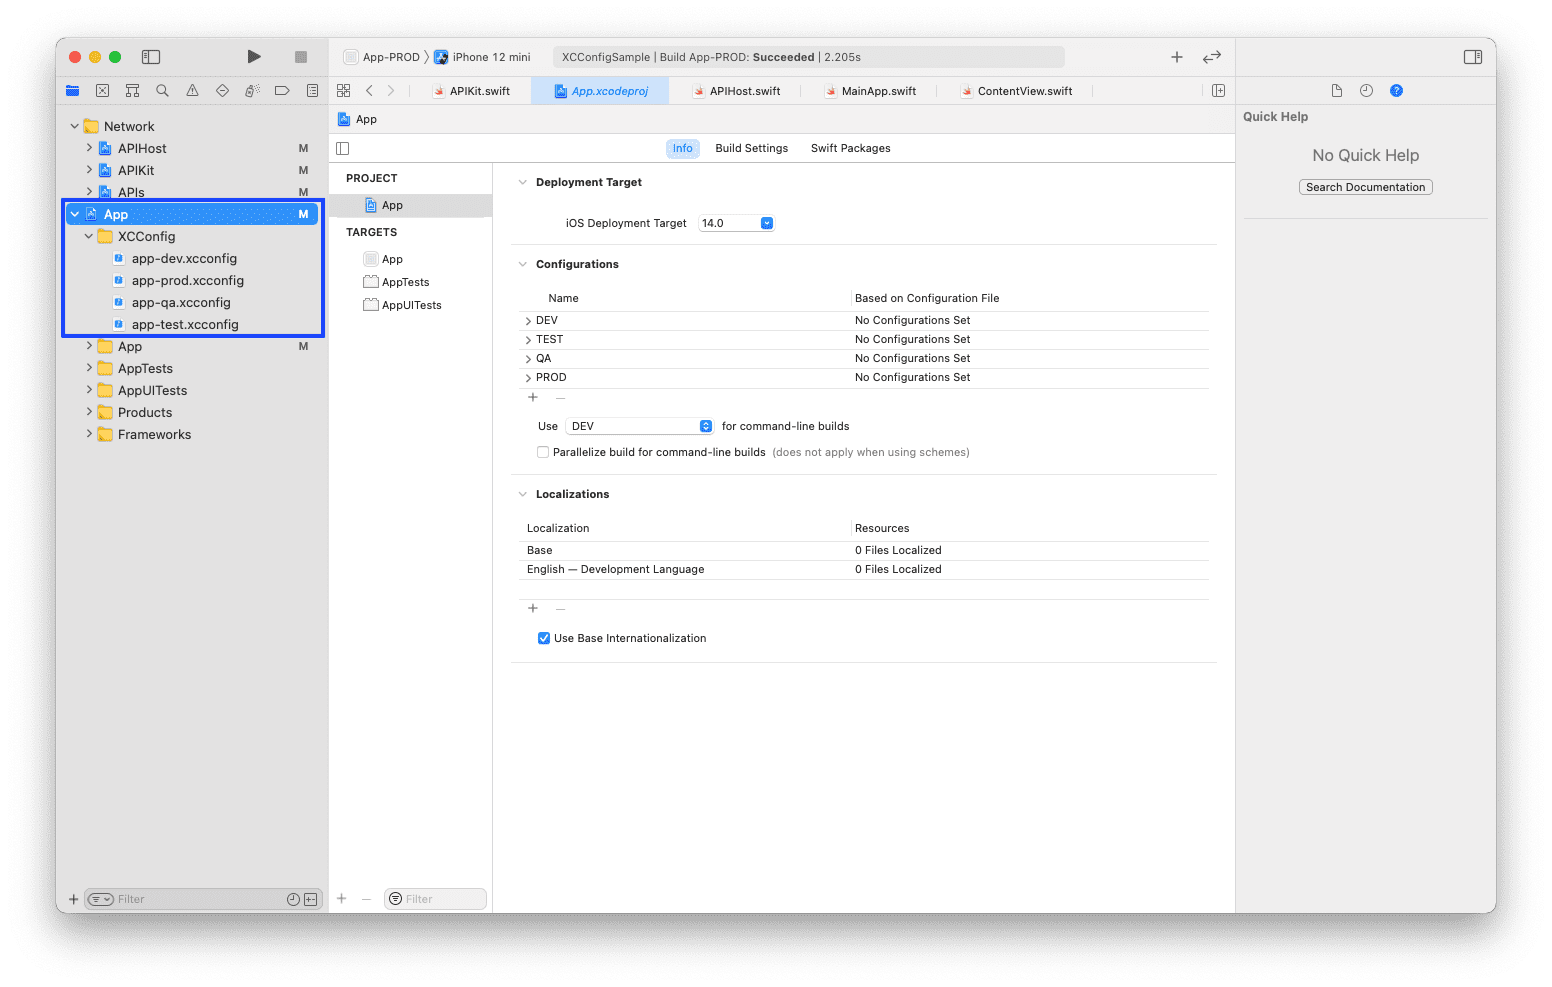 App-PROD
iPhone 12 mini
XCConfigSample | Build App-PROD: Succeeded | 2.205s
APIKit.swift
App.xcodeproj
APIHost.swift
MainApp.swift
ContentView.swift
Network
APIHost M
APIKit M
APIs M
App M
XCConfig
app-dev.xcconfig
app-prod.xcconfig
app-qa.xcconfig
app-test.xcconfig
App M
AppTests
AppUITests
Products
Frameworks
Filter
App
Info
Build Settings
Swift Packages
PROJECT
App
TARGETS
App
AppTests
AppUITests
Filter
Deployment Target
iOS Deployment Target 14.0
Configurations
Name Based on Configuration File
DEV No Configurations Set
TEST No Configurations Set
QA No Configurations Set
PROD No Configurations Set
Use DEV for command-line builds
Parallelize build for command-line builds (does not apply when using schemes)
Localizations
Localization Resources
Base 0 Files Localized
English — Development Language 0 Files Localized
Use Base Internationalization
Quick Help
No Quick Help
Search Documentation